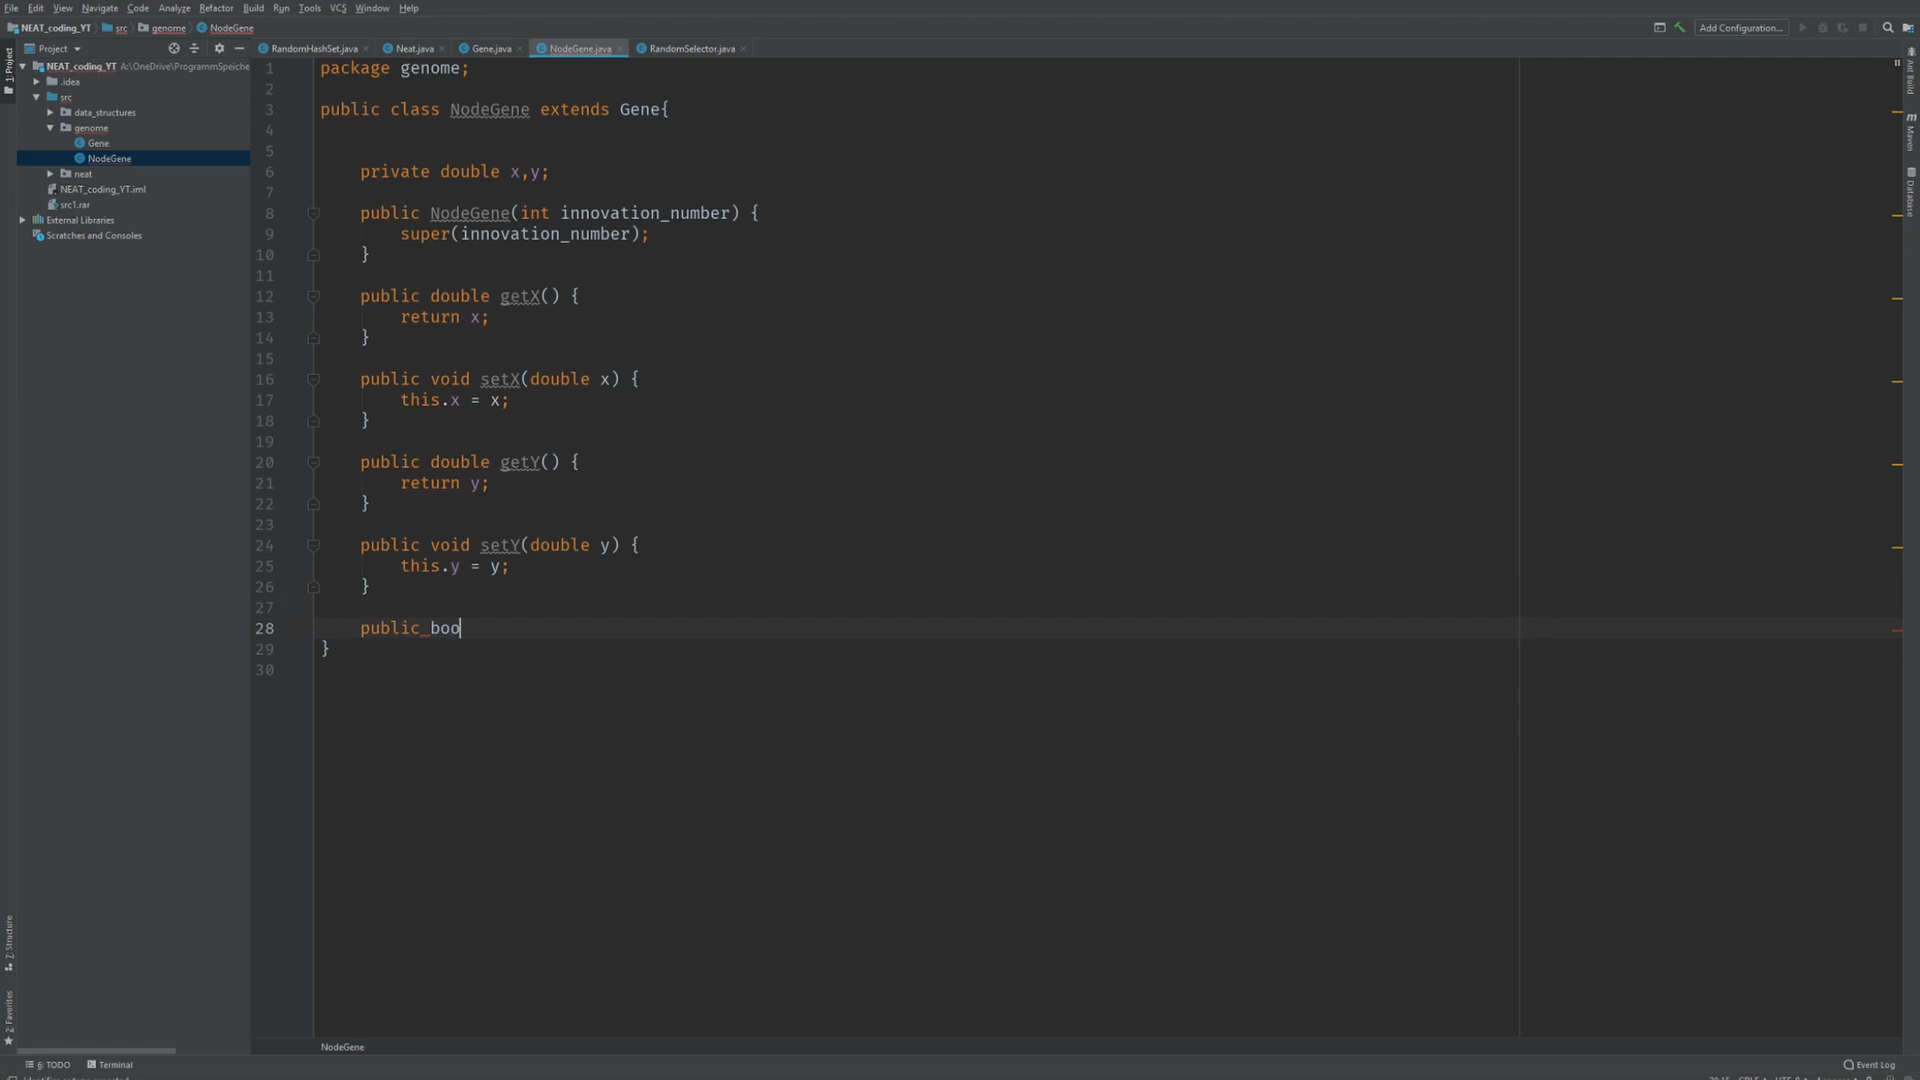 File Edit View Navigate Code Analyze Refactor Build Run Tools VCS Window Help
NEAT_coding_YT src genome NodeGene Add Configuration...
Project
RandomHashSet.java Neat.java Gene.java NodeGene.java RandomSelector.java
1: Project
NEAT_coding_YT A:\OneDrive\ProgrammSpeiche
.idea
src
data_structures
genome
Gene
NodeGene
neat
NEAT_coding_YT.iml
src1.rar
External Libraries
Scratches and Consoles
1 package genome;
2
3 public class NodeGene extends Gene{
4
5
6 private double x,y;
7
8 public NodeGene(int innovation_number) {
9 super(innovation_number);
10 }
11
12 public double getX() {
13 return x;
14 }
15
16 public void setX(double x) {
17 this.x = x;
18 }
19
20 public double getY() {
21 return y;
22 }
23
24 public void setY(double y) {
25 this.y = y;
26 }
27
28 public boo
29 }
30
Ant Build
Maven
Database
7: Structure
2: Favorites
NodeGene
6: TODO Terminal Event Log